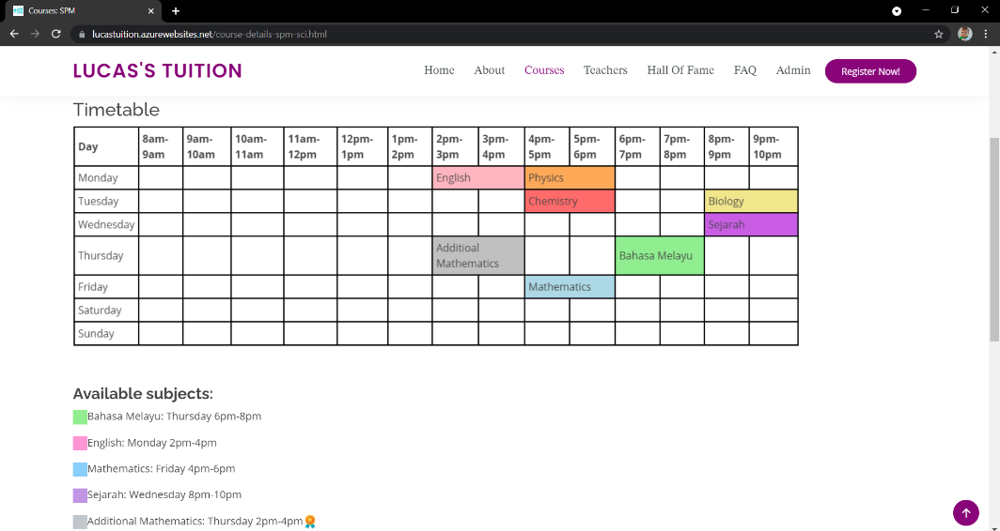 Courses: SPM
lucastuition.azurewebsites.net/course-details-spm-sci.html
LUCAS'S TUITION
Home About Courses Teachers Hall Of Fame FAQ Admin Register Now!
Timetable
Day 8am-9am 9am-10am 10am-11am 11am-12pm 12pm-1pm 1pm-2pm 2pm-3pm 3pm-4pm 4pm-5pm 5pm-6pm 6pm-7pm 7pm-8pm 8pm-9pm 9pm-10pm
Monday English Physics
Tuesday Chemistry Biology
Wednesday Sejarah
Thursday Additioal Mathematics Bahasa Melayu
Friday Mathematics
Saturday
Sunday
Available subjects:
Bahasa Melayu: Thursday 6pm-8pm
English: Monday 2pm-4pm
Mathematics: Friday 4pm-6pm
Sejarah: Wednesday 8pm-10pm
Additional Mathematics: Thursday 2pm-4pm